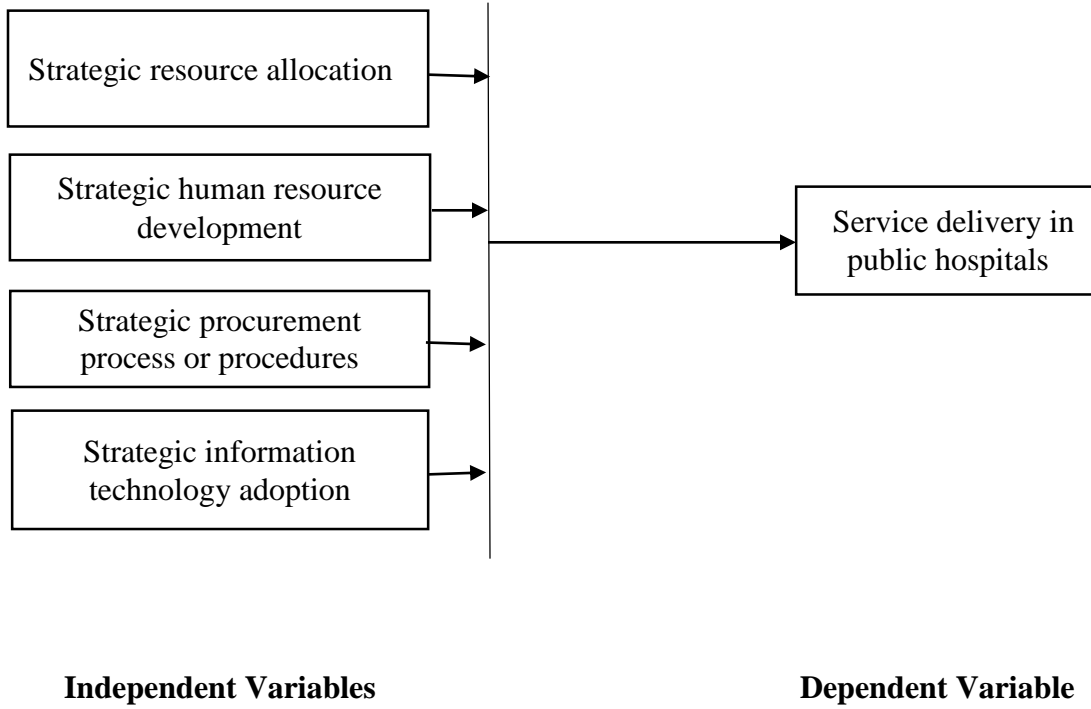 Strategic resource allocation
Strategic human resource
development
Strategic procurement
process or procedures
Strategic information
technology adoption
Service delivery in
public hospitals
Independent Variables
Dependent Variable